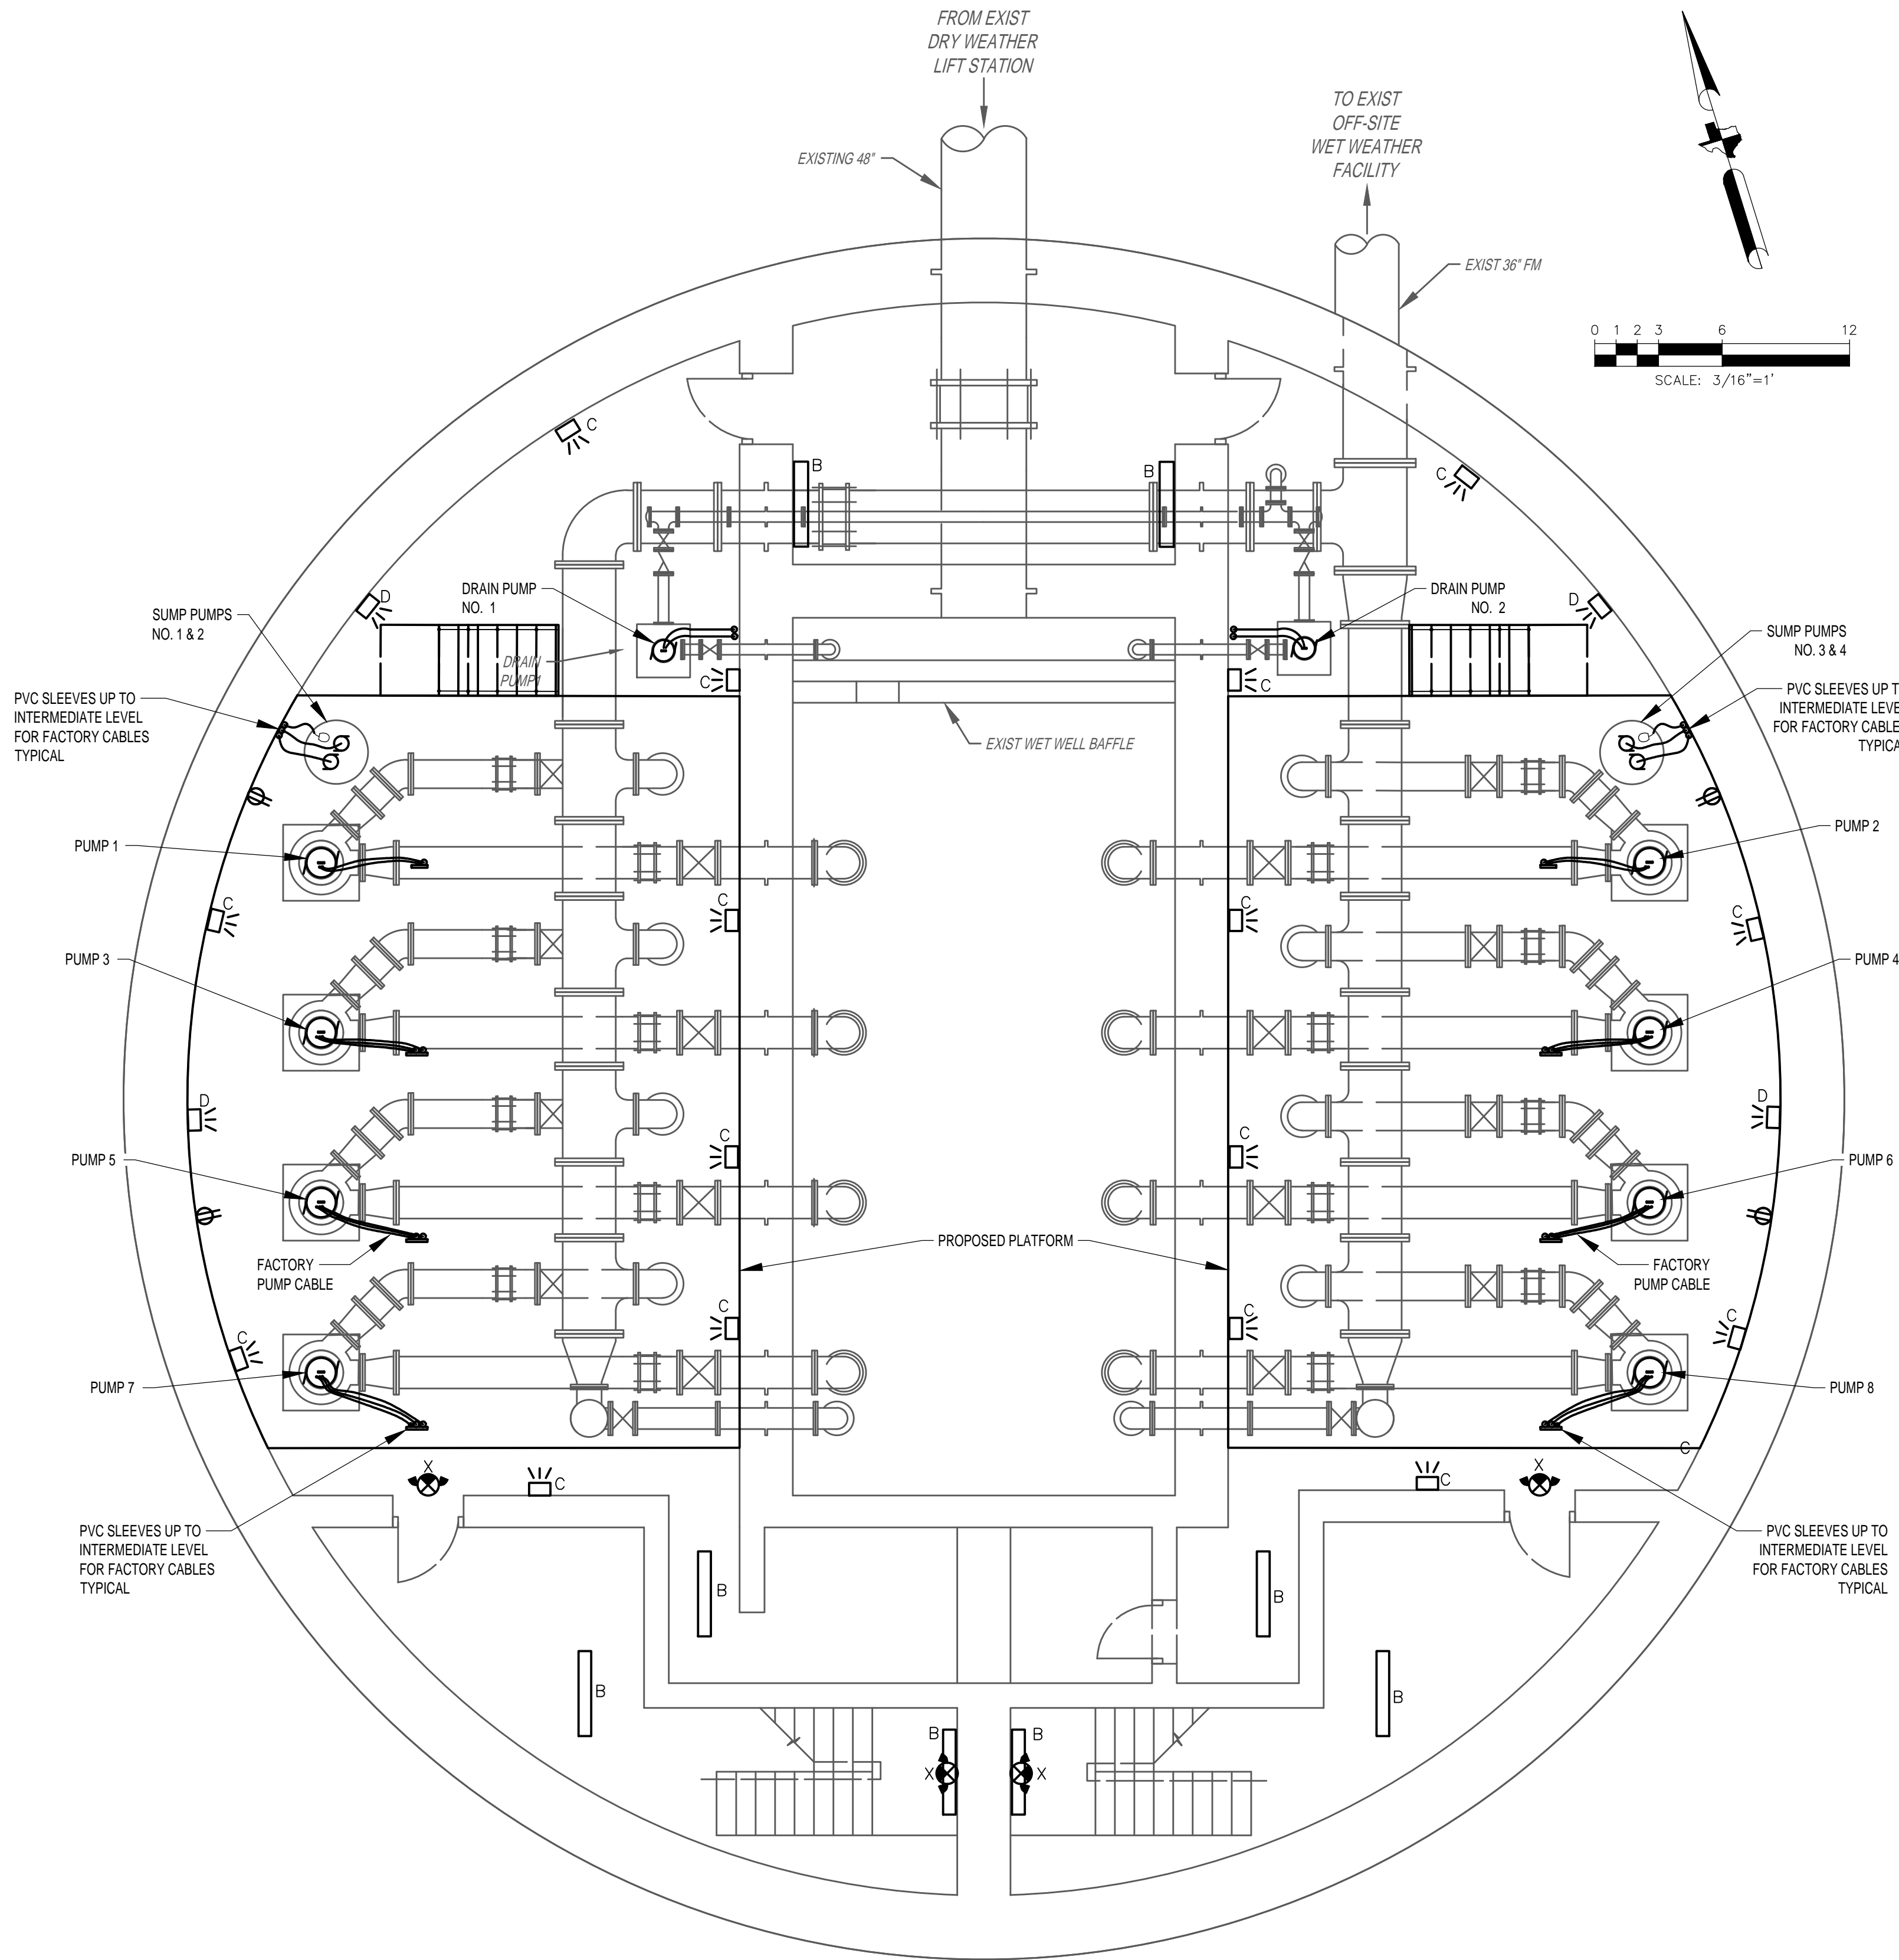 FROM EXIST
DRY WEATHER
LIFT STATION
TO EXIST
OFF-SITE
WET WEATHER
FACILITY
EXISTING 48"
EXIST 36" FM
0 1 2 3 6 12
SCALE: 3/16"=1'
C
C
B
B
D
D
DRAIN PUMP
NO. 1
DRAIN PUMP
NO. 2
SUMP PUMPS
NO. 1 & 2
SUMP PUMPS
NO. 3 & 4
DRAIN
PUMP1
C
C
PVC SLEEVES UP TO
INTERMEDIATE LEVEL
FOR FACTORY CABLES
TYPICAL
PVC SLEEVES UP T
INTERMEDIATE LEVE
FOR FACTORY CABLE
TYPICA
EXIST WET WELL BAFFLE
PUMP 1
PUMP 2
C
C
C
C
PUMP 3
PUMP 4
D
D
C
C
PUMP 5
PUMP 6
PROPOSED PLATFORM
FACTORY
PUMP CABLE
FACTORY
PUMP CABLE
C
C
C
C
PUMP 7
PUMP 8
C
X
C
C
X
PVC SLEEVES UP TO
INTERMEDIATE LEVEL
FOR FACTORY CABLES
TYPICAL
PVC SLEEVES UP TO
INTERMEDIATE LEVEL
FOR FACTORY CABLES
TYPICAL
B
B
B
B
B
B
X
X